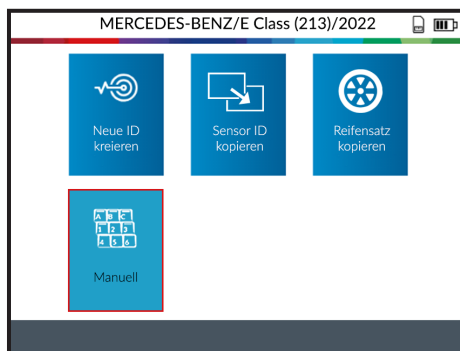 MERCEDES-BENZ/E Class (213)/2022
Neue ID
kreieren
Sensor ID
kopieren
Reifensatz
kopieren
A B C
1 2 3
4 5 6
Manuell